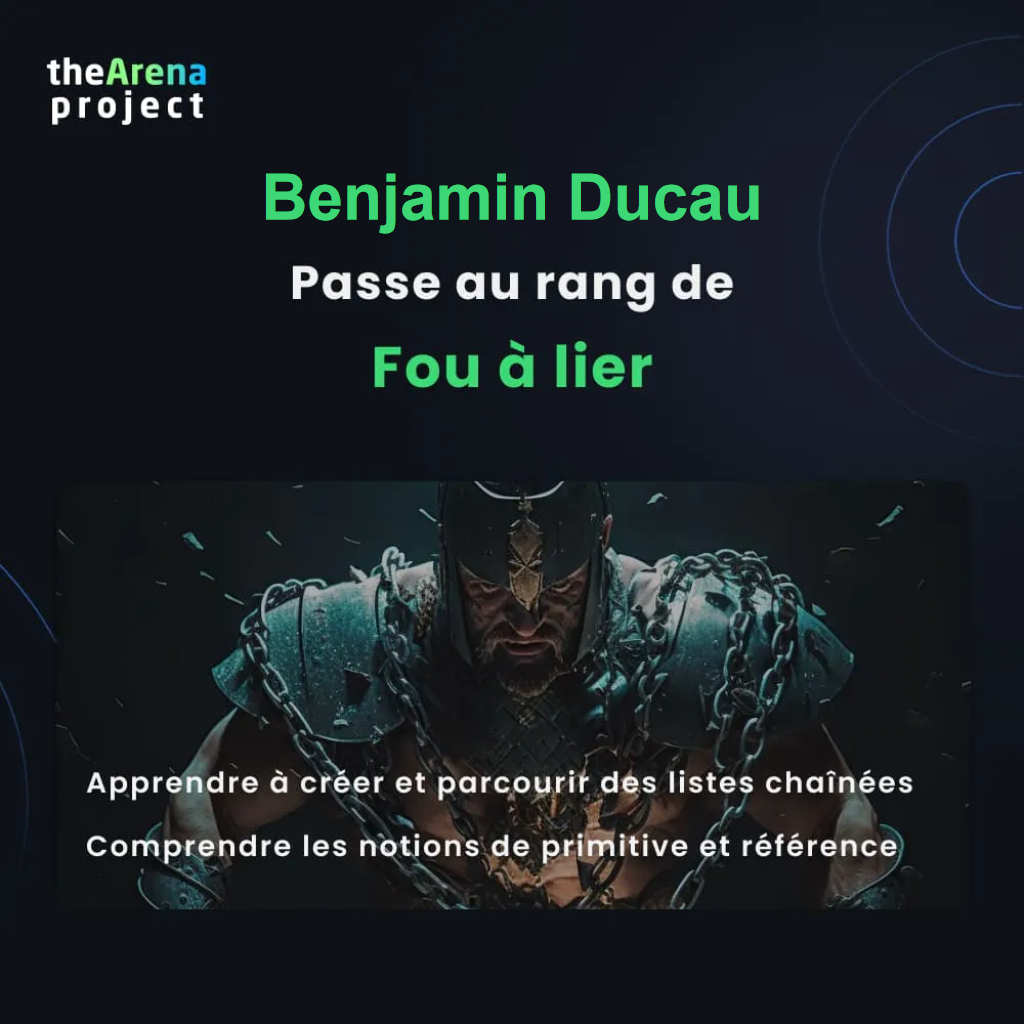 theArena
project
Benjamin Ducau
Passe au rang de
Fou à lier
Apprendre à créer et parcourir des listes chaînées
Comprendre les notions de primitive et référence